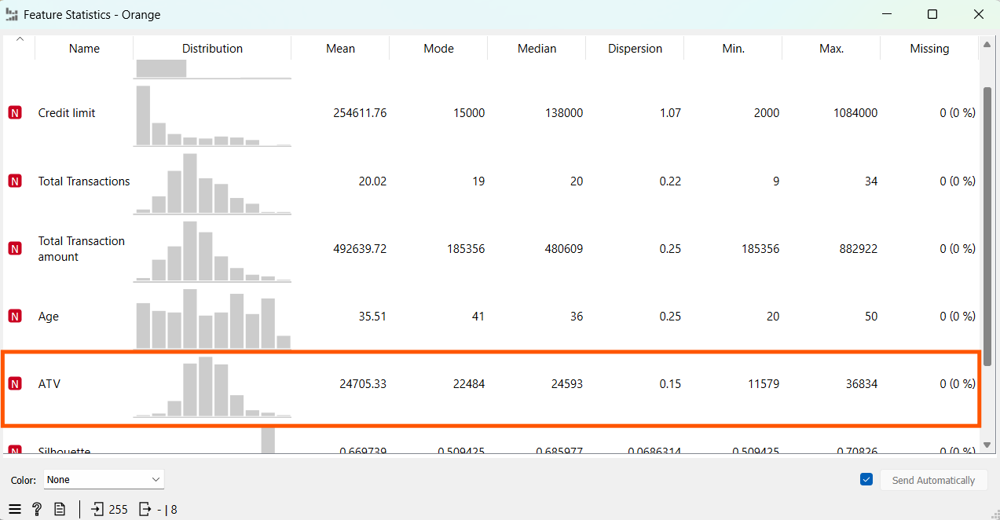 Feature Statistics - Orange
Name Distribution Mean Mode Median Dispersion Min. Max. Missing
N Credit limit 254611.76 15000 138000 1.07 2000 1084000 0 (0 %)
N Total Transactions 20.02 19 20 0.22 9 34 0 (0 %)
N Total Transaction amount 492639.72 185356 480609 0.25 185356 882922 0 (0 %)
N Age 35.51 41 36 0.25 20 50 0 (0 %)
N ATV 24705.33 22484 24593 0.15 11579 36834 0 (0 %)
N Silhouette 0.669739 0.509425 0.685977 0.0686314 0.509425 0.70826 0 (0 %)
Color: None Send Automatically
? 255 - | 8